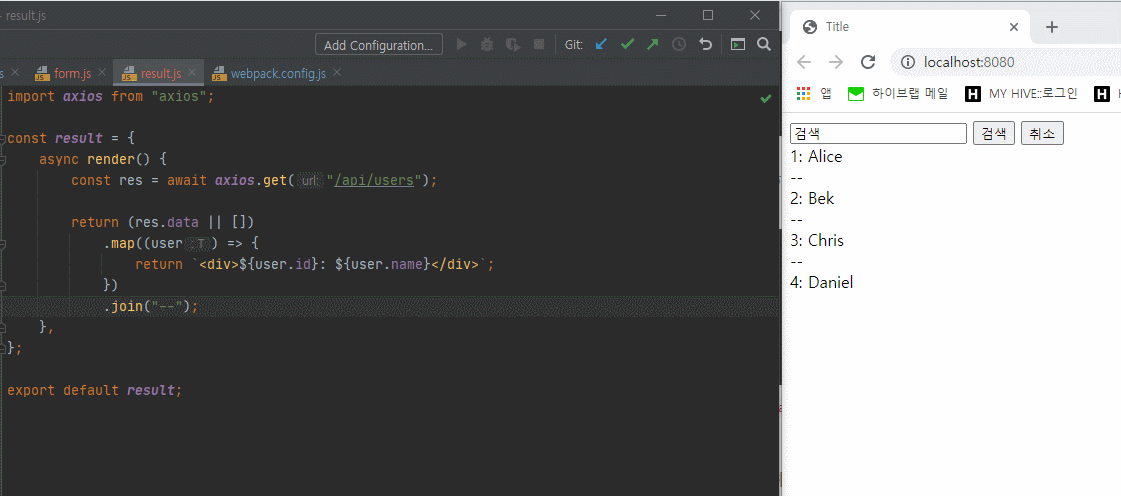 result.js
Add Configuration...
Git:
s
form.js
result.js
webpack.config.js
import axios from "axios";
const result = {
async render() {
const res = await axios.get( url: "/api/users");
return (res.data || [])
.map((user : T ) => {
return `<div>${user.id}: ${user.name}</div>`;
})
.join("--");
},
};
export default result;
Title
localhost:8080
앱
하이브랩 메일
MY HIVE::로그인
검색
검색
취소
1: Alice
--
2: Bek
--
3: Chris
--
4: Daniel